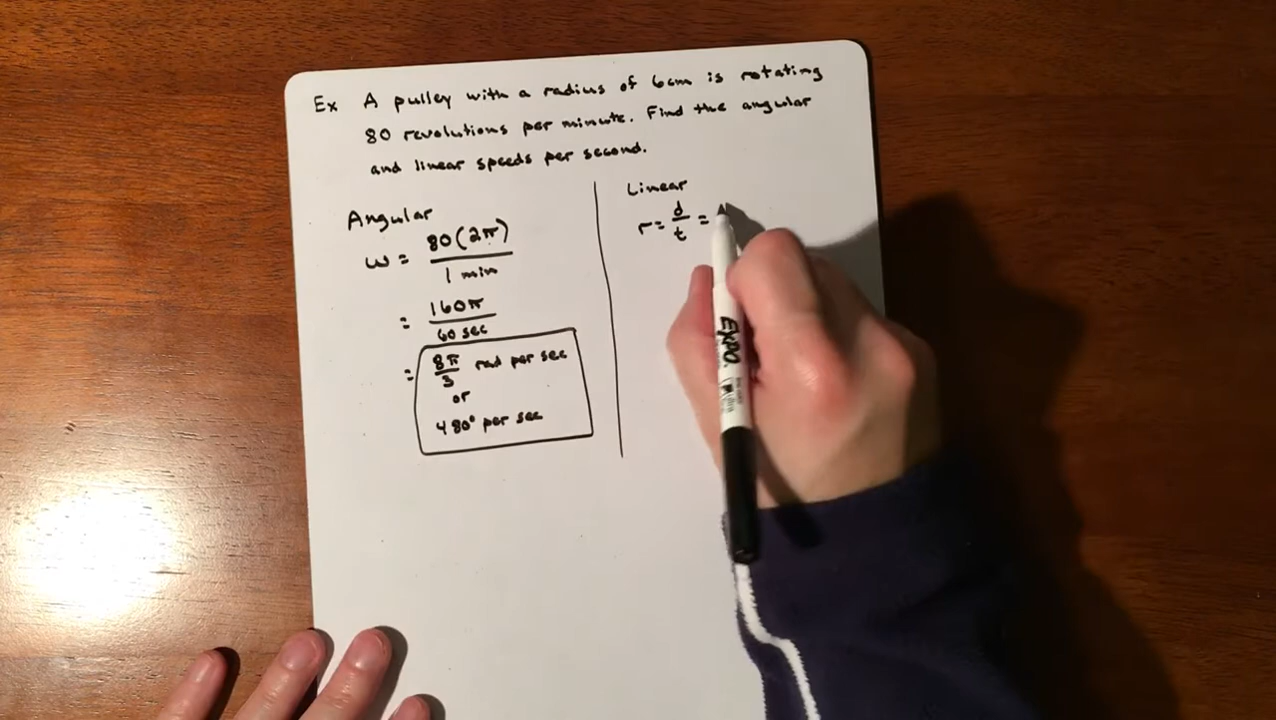 Ex A pulley with a radius of 6cm is rotating
80 revolutions per minute. Find the angular
and linear speeds per second.
Angular
ω = 80(2π) / 1 min
= 160π / 60 sec
= 8π/3 rad per sec
or
480° per sec
Linear
r = d/t =
EXPO